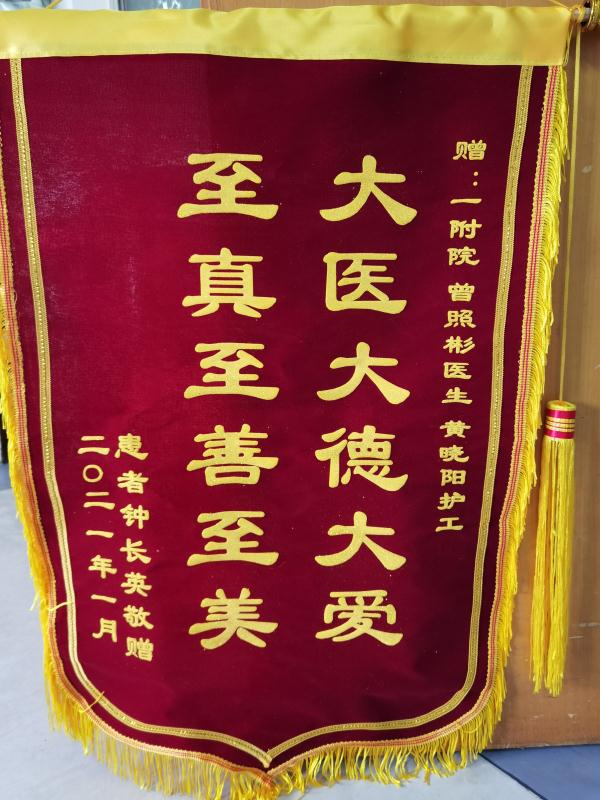 赠：一附院 曾照彬医生 黄晓阳护工
大医大德大爱
至真至善至美
患者钟长英敬赠
二〇二一年一月